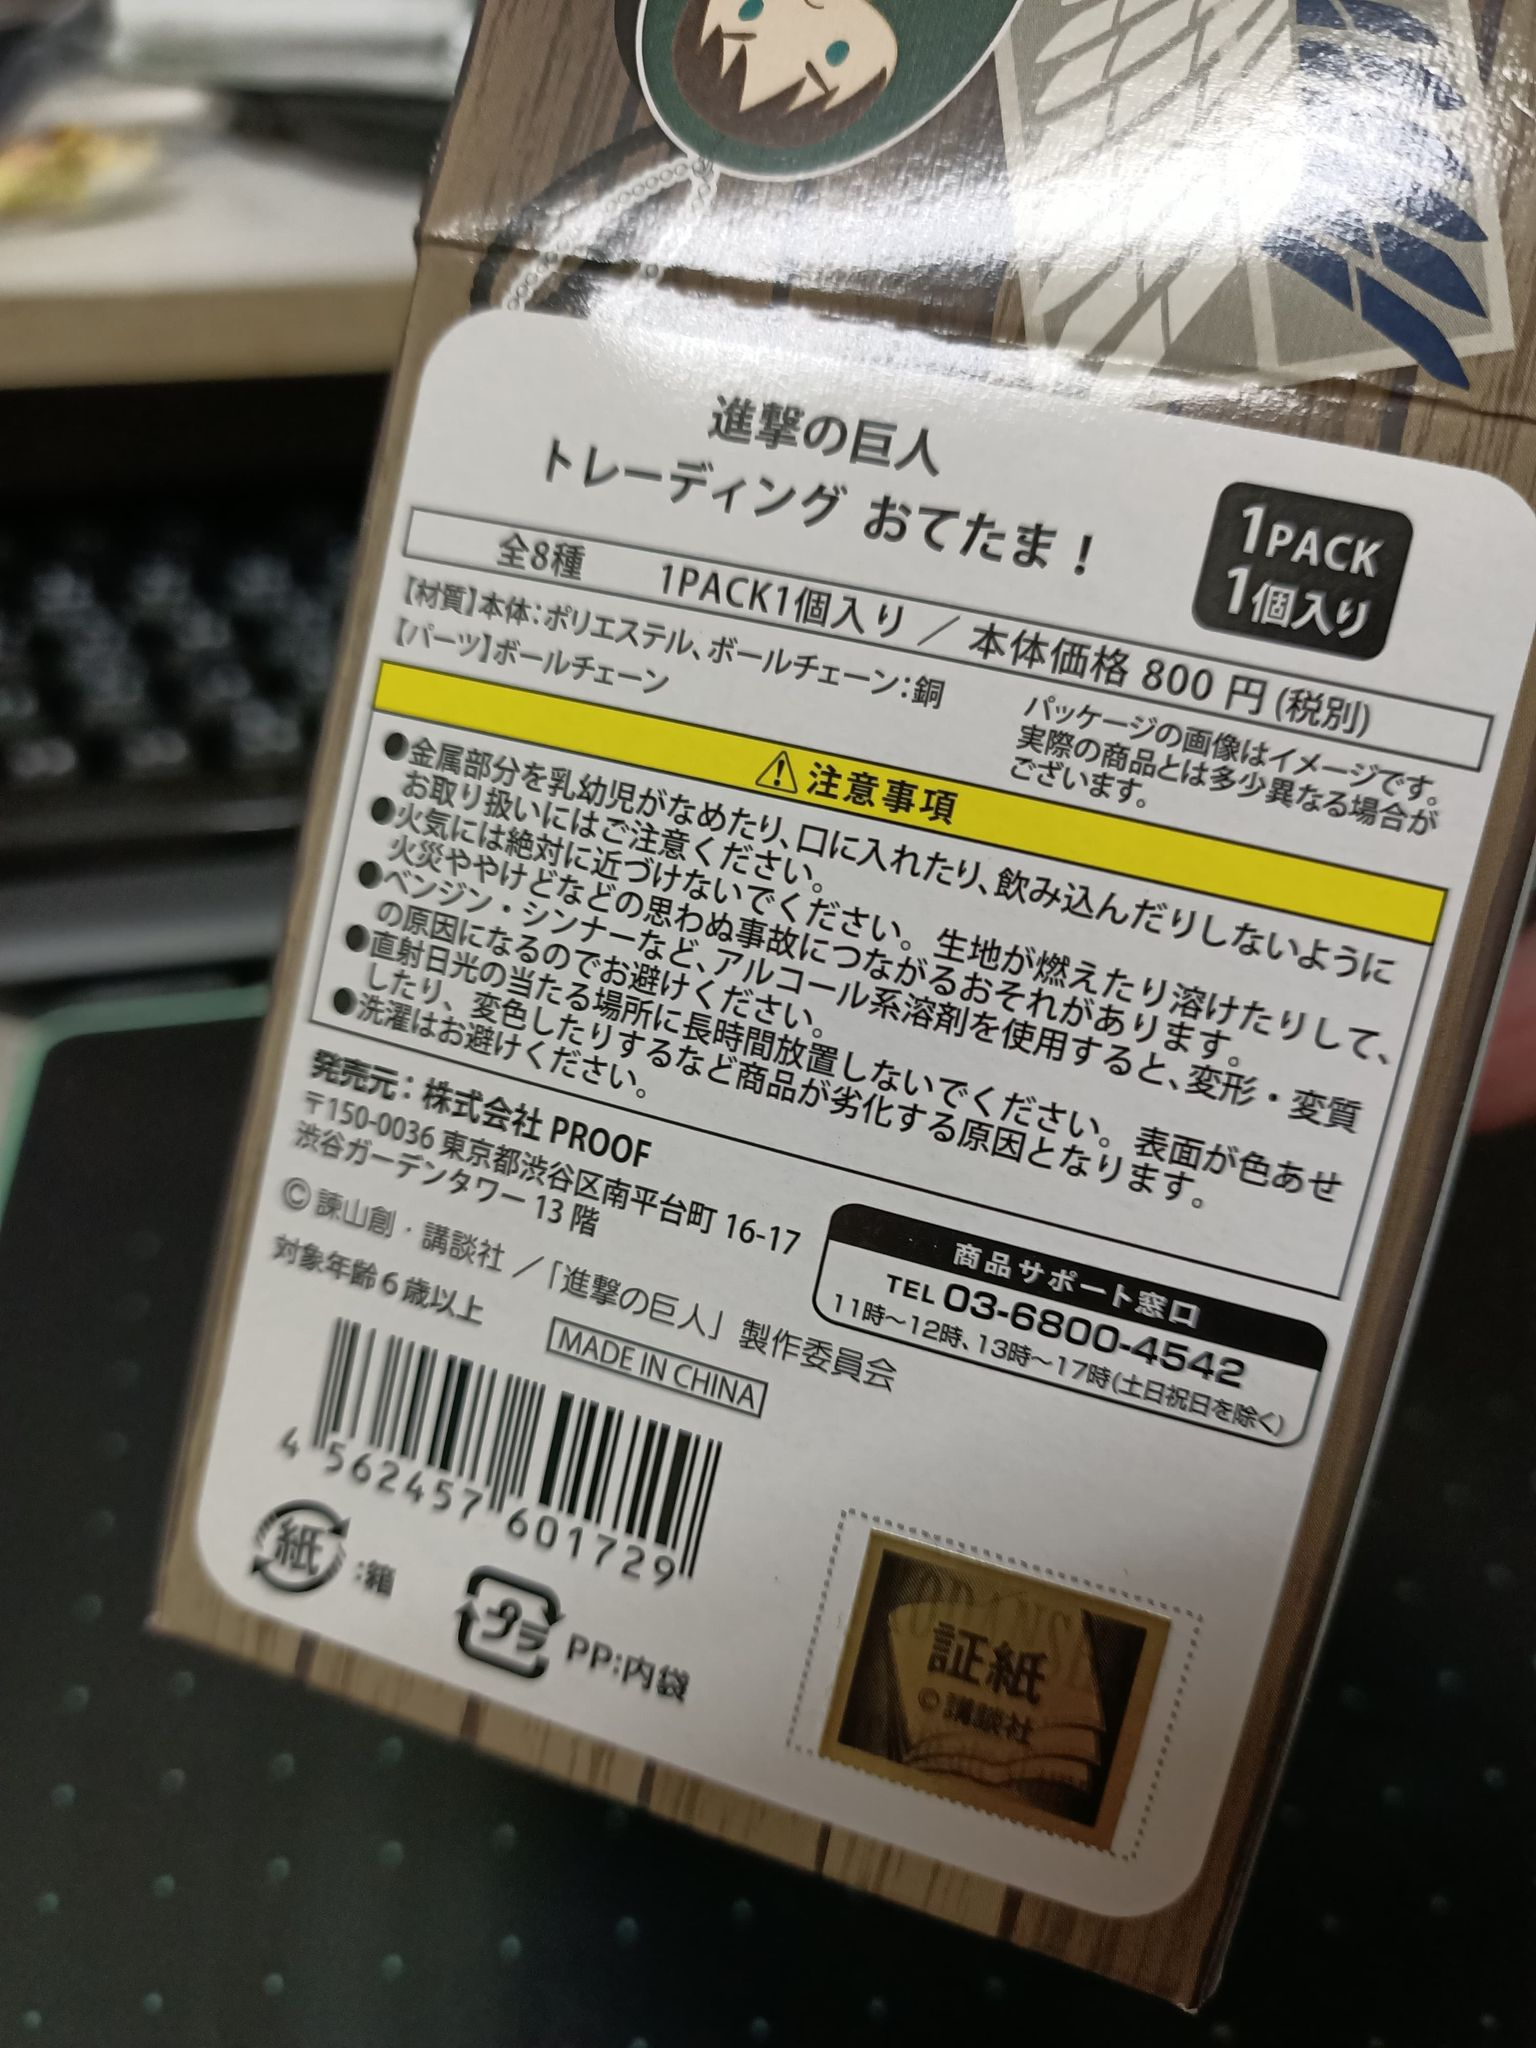 進撃の巨人
トレーディング おてたま！
1PACK
1個入り
全8種 1PACK1個入り ／ 本体価格 800 円 (税別)
【材質】本体：ポリエステル、ボールチェーン：銅
【パーツ】ボールチェーン
パッケージの画像はイメージです。
実際の商品とは多少異なる場合が
ございます。
注意事項
●金属部分を乳幼児がなめたり、口に入れたり、飲み込んだりしないように
お取り扱いにはご注意ください。
●火気には絶対に近づけないでください。生地が燃えたり溶けたりして、
火災ややけどなどの思わぬ事故につながるおそれがあります。
●ベンジン・シンナーなど、アルコール系溶剤を使用すると、変形・変質
の原因になるのでお避けください。
●直射日光の当たる場所に長時間放置しないでください。表面が色あせ
したり、変色したりするなど商品が劣化する原因となります。
●洗濯はお避けください。
発売元：株式会社 PROOF
〒150-0036 東京都渋谷区南平台町 16-17
渋谷ガーデンタワー 13 階
商品サポート窓口
TEL 03-6800-4542
11時～12時、13時～17時(土日祝日を除く)
© 諫山創・講談社 ／「進撃の巨人」製作委員会
対象年齢 6 歳以上
MADE IN CHINA
4 562457 601729
紙 :箱
プラ PP:内袋
証紙
©講談社